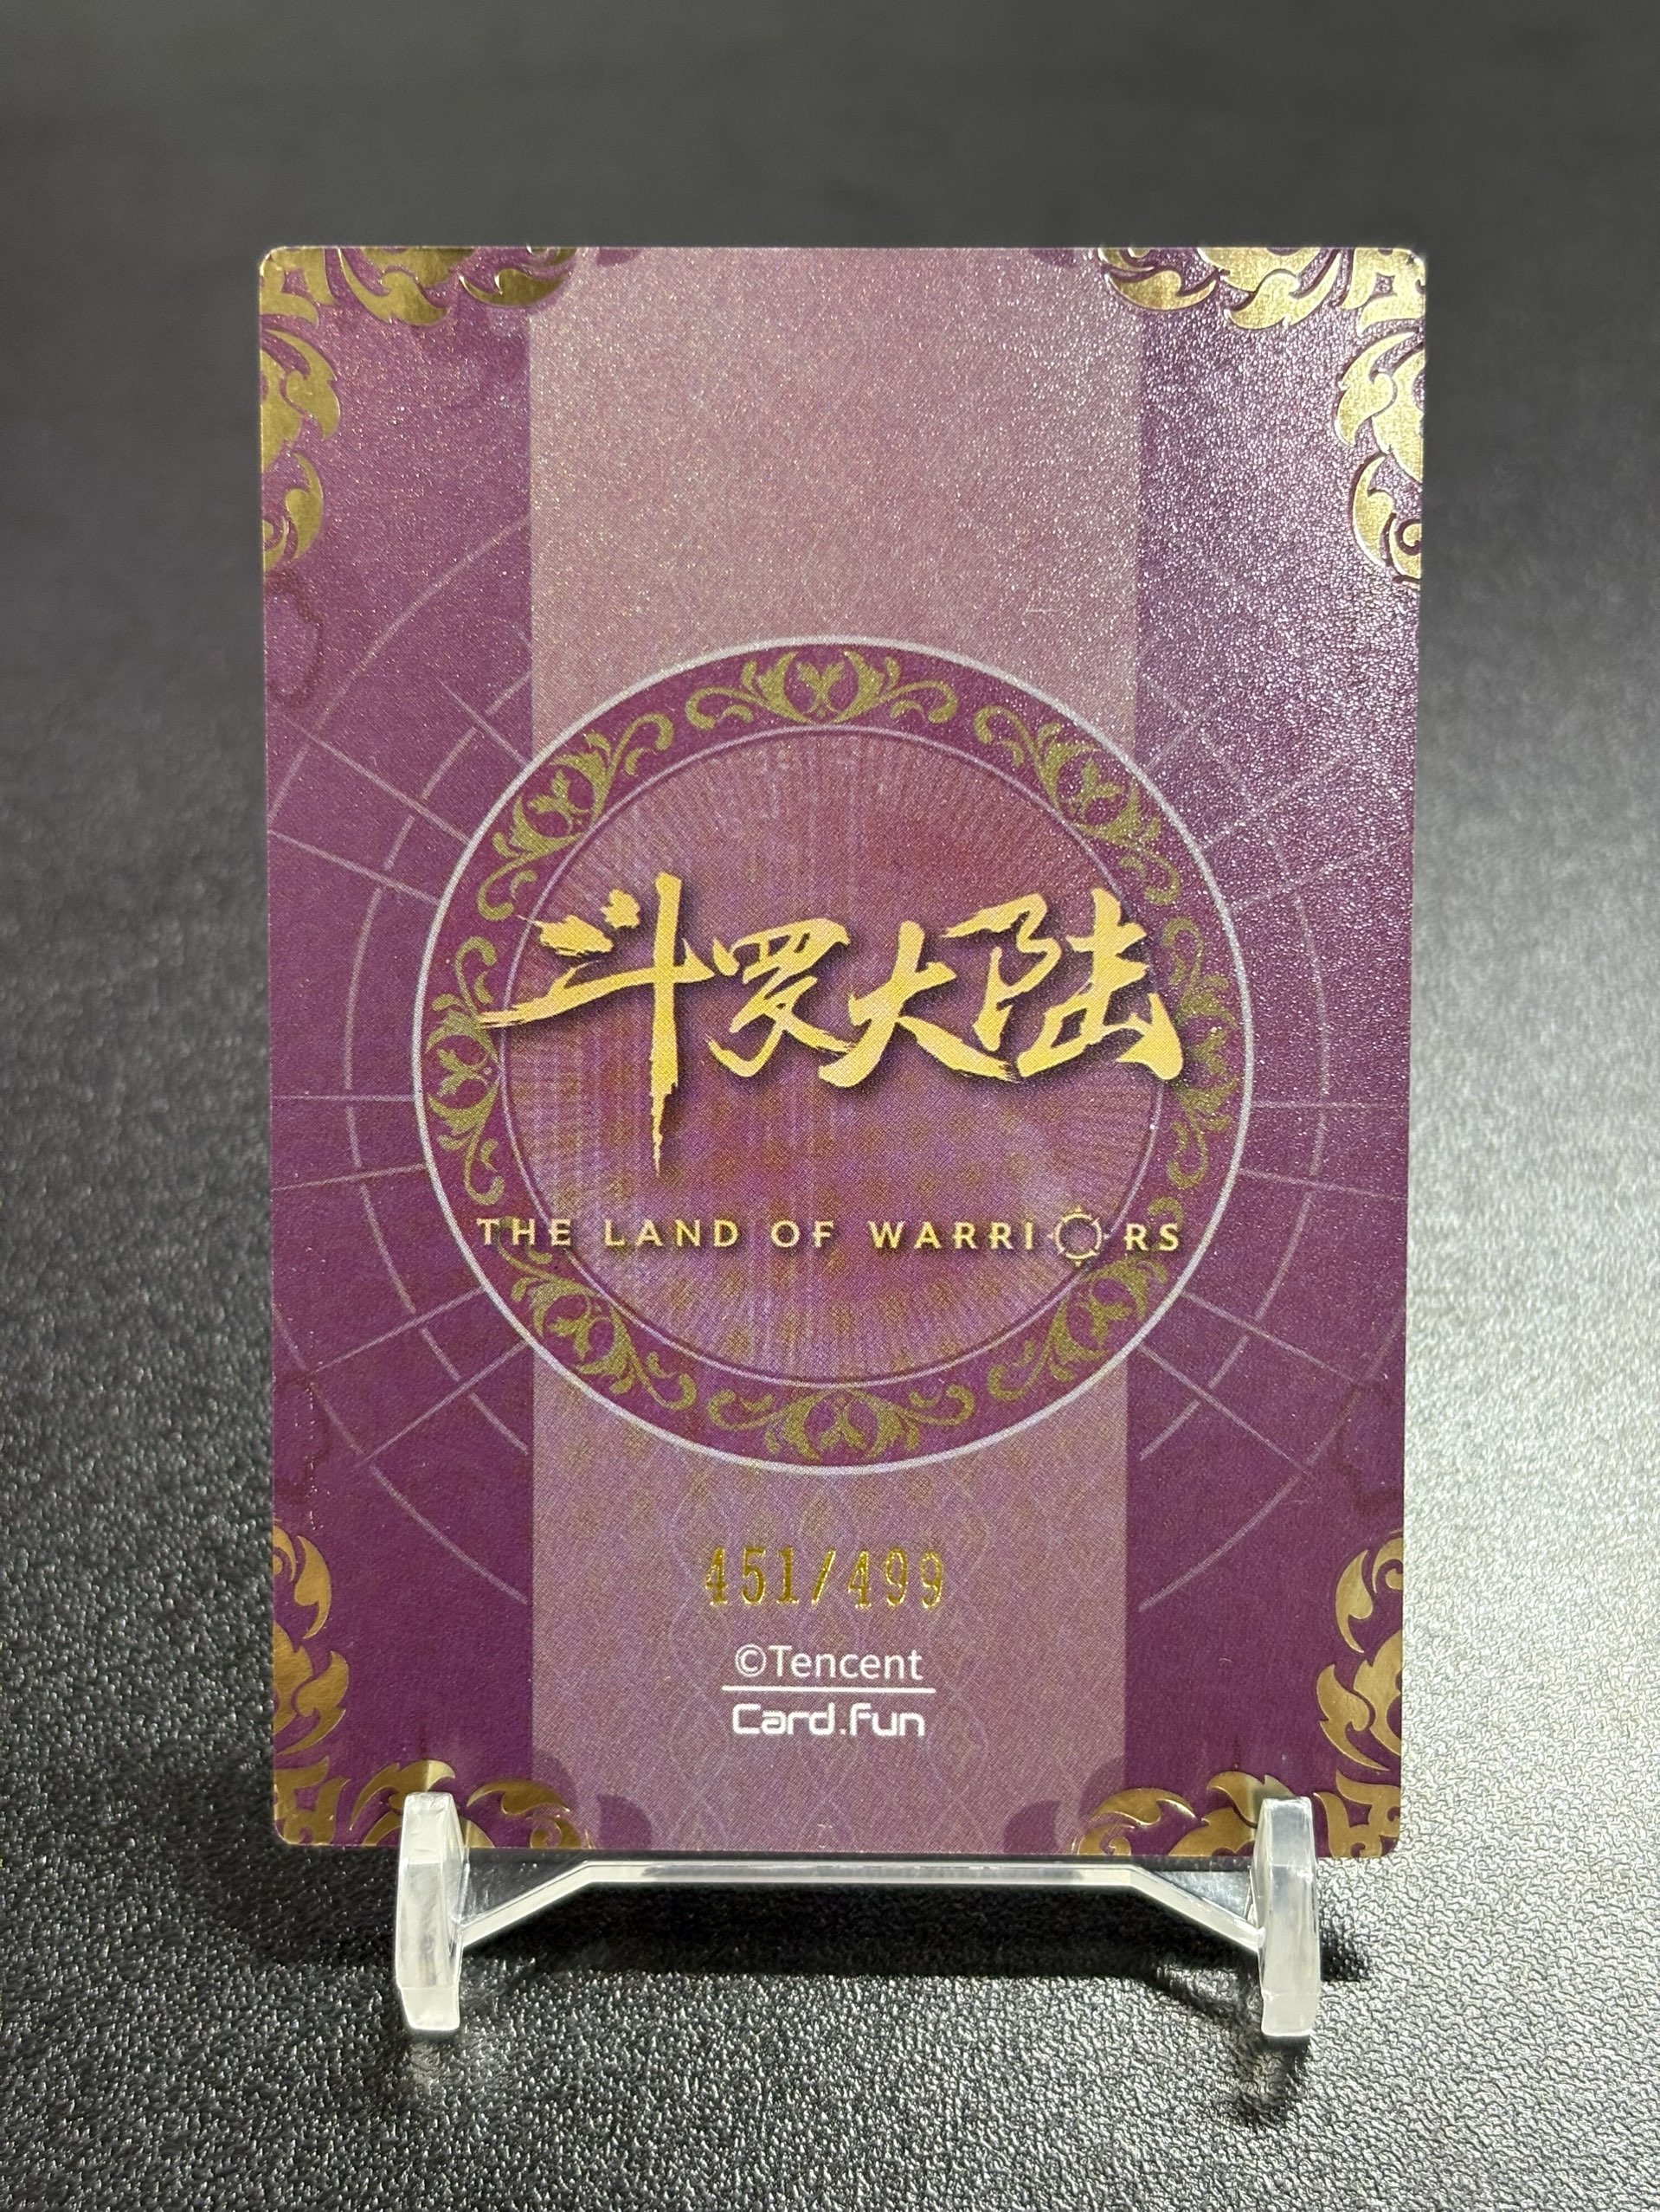 斗罗大陆
THE LAND OF WARRIORS
451/499
©Tencent
Card.Fun